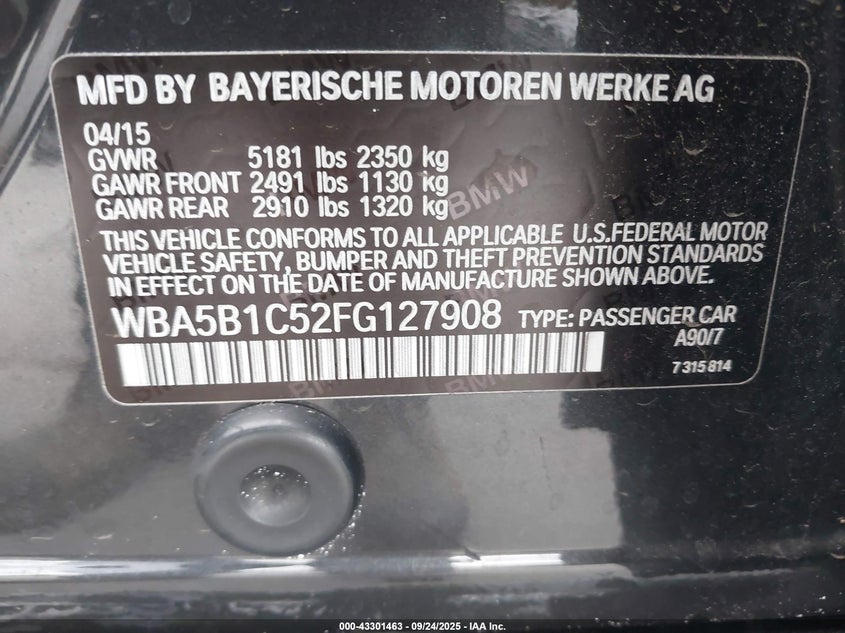 MFD BY BAYERISCHE MOTOREN WERKE AG
04/15
GVWR 5181 lbs 2350 kg
GAWR FRONT 2491 lbs 1130 kg
GAWR REAR 2910 lbs 1320 kg
THIS VEHICLE CONFORMS TO ALL APPLICABLE U.S.FEDERAL MOTOR
VEHICLE SAFETY, BUMPER AND THEFT PREVENTION STANDARDS
IN EFFECT ON THE DATE OF MANUFACTURE SHOWN ABOVE.
WBA5B1C52FG127908 TYPE: PASSENGER CAR
A90/7
7 315 814
BMW
BMW
BMW
000-43301463 - 09/24/2025 - IAA Inc.